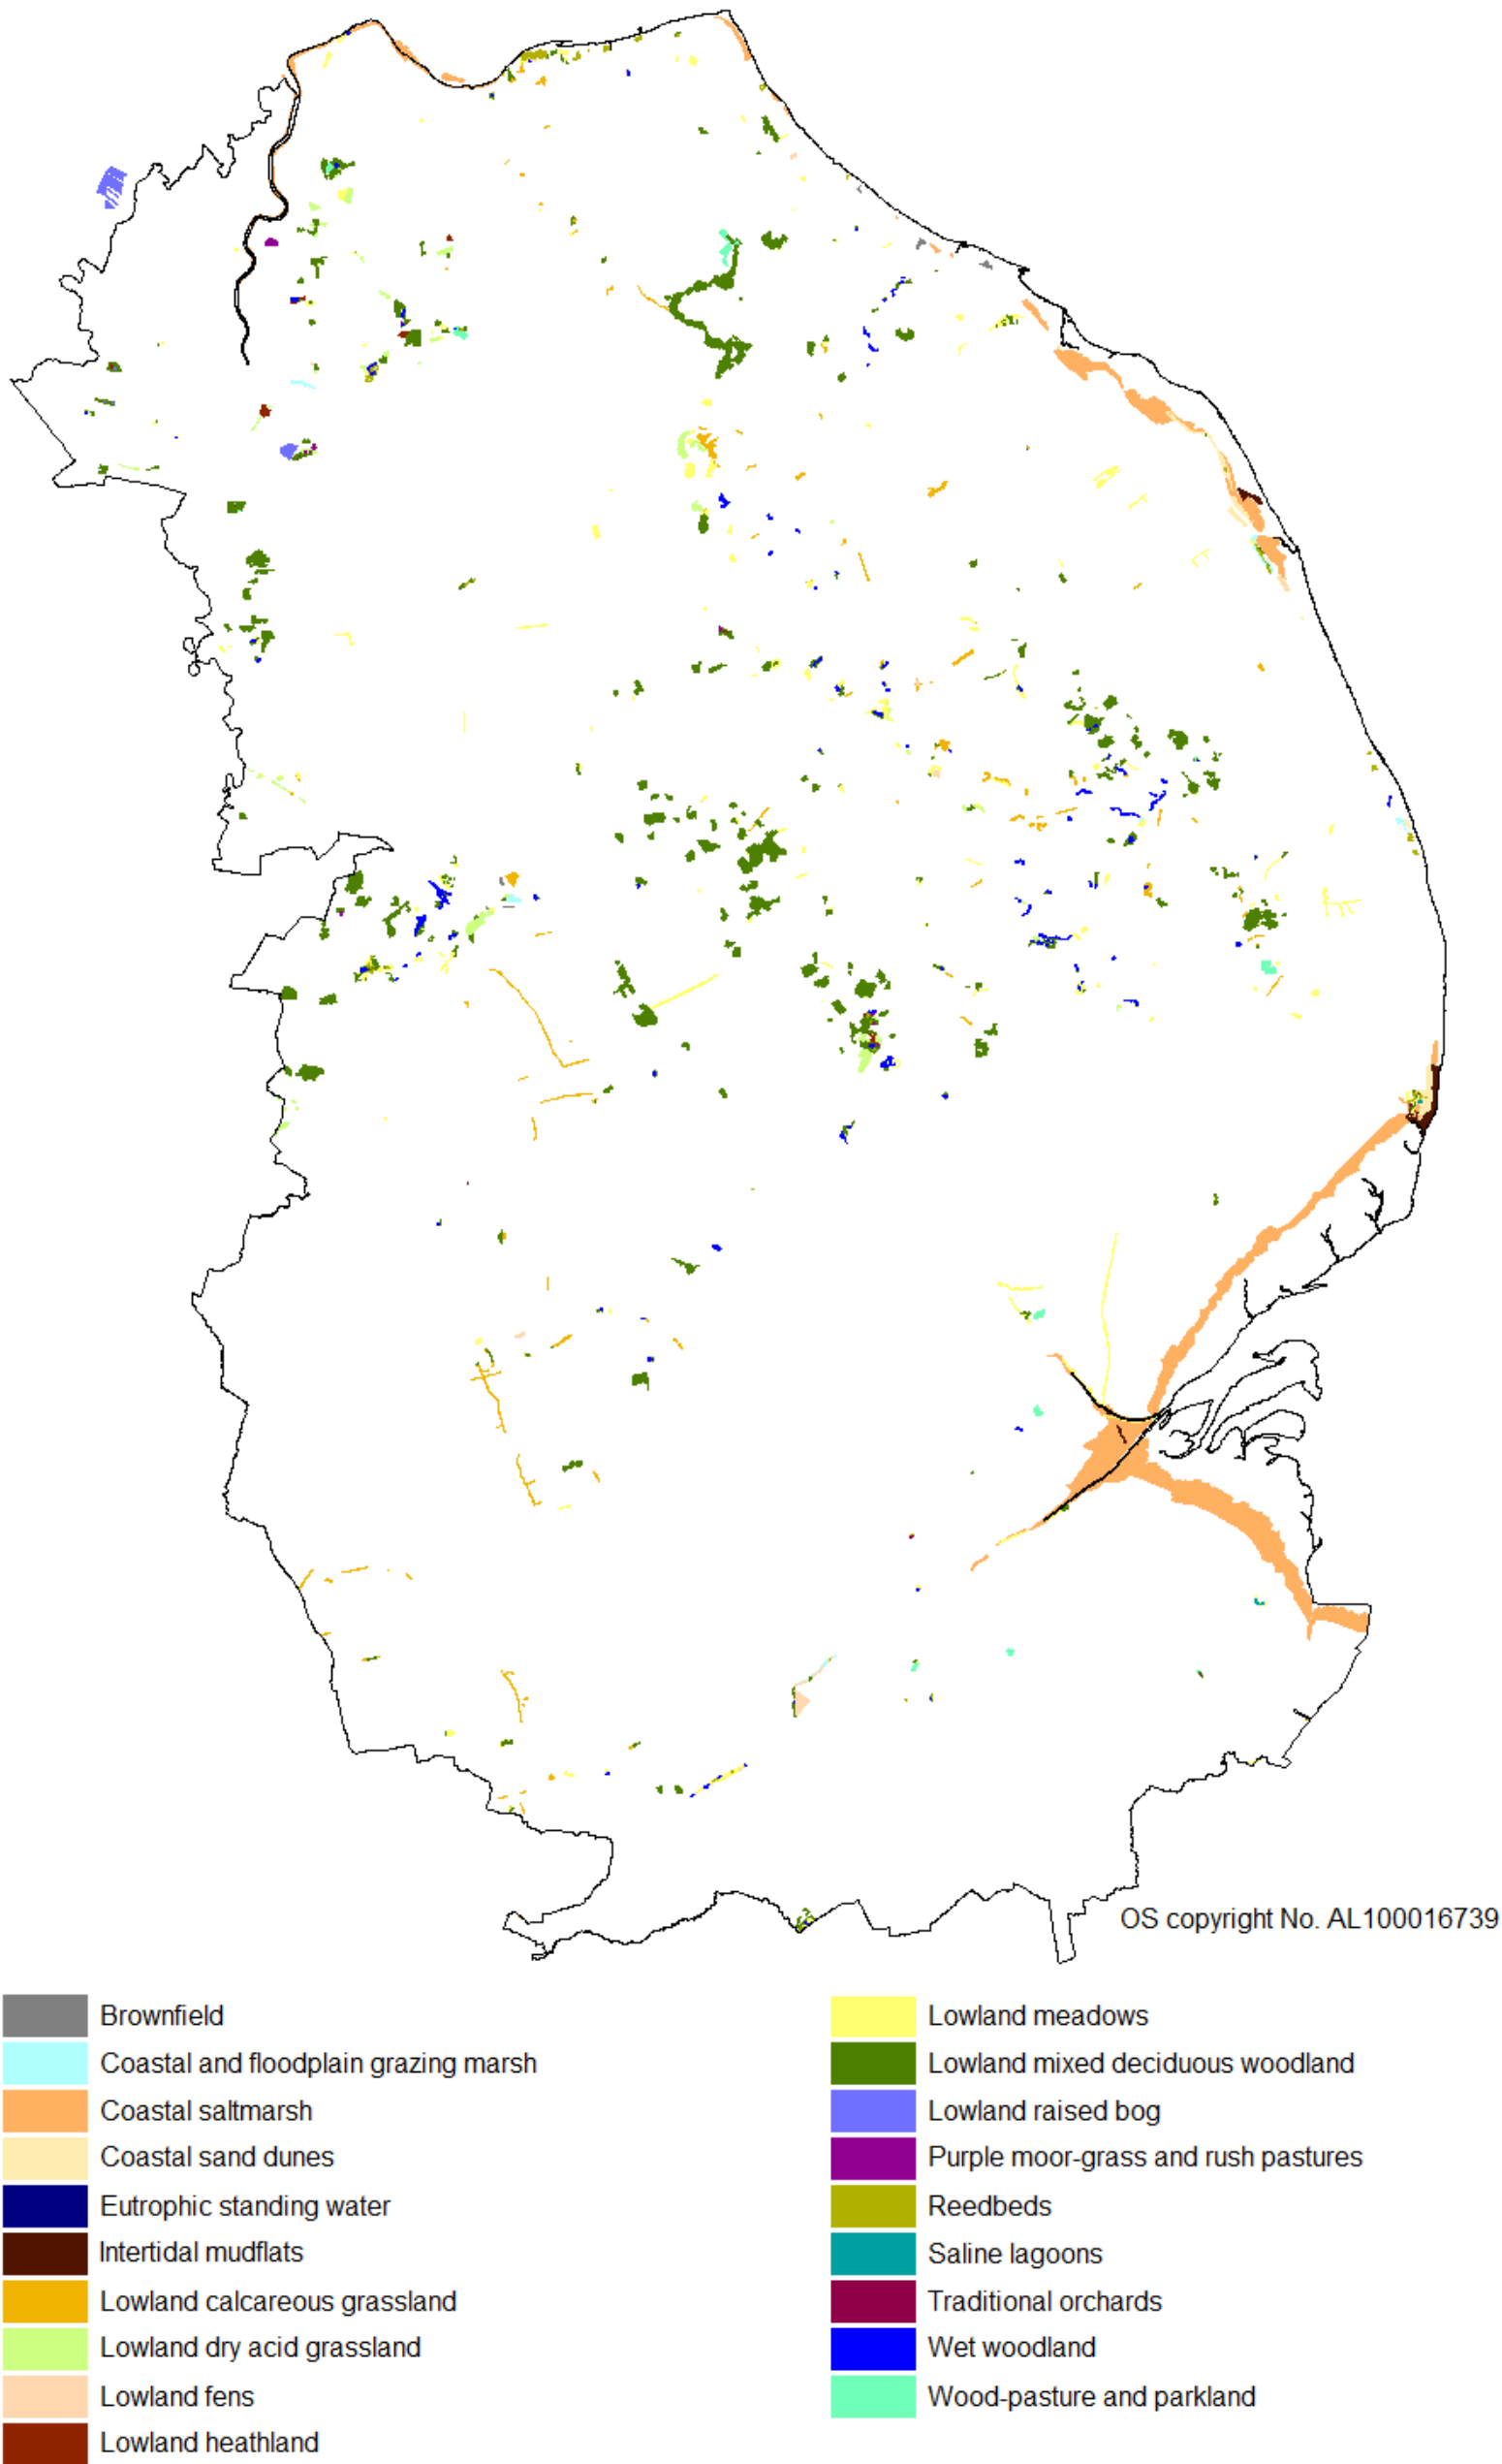 OS copyright No. AL100016739
Brownfield
Coastal and floodplain grazing marsh
Coastal saltmarsh
Coastal sand dunes
Eutrophic standing water
Intertidal mudflats
Lowland calcareous grassland
Lowland dry acid grassland
Lowland fens
Lowland heathland
Lowland meadows
Lowland mixed deciduous woodland
Lowland raised bog
Purple moor-grass and rush pastures
Reedbeds
Saline lagoons
Traditional orchards
Wet woodland
Wood-pasture and parkland